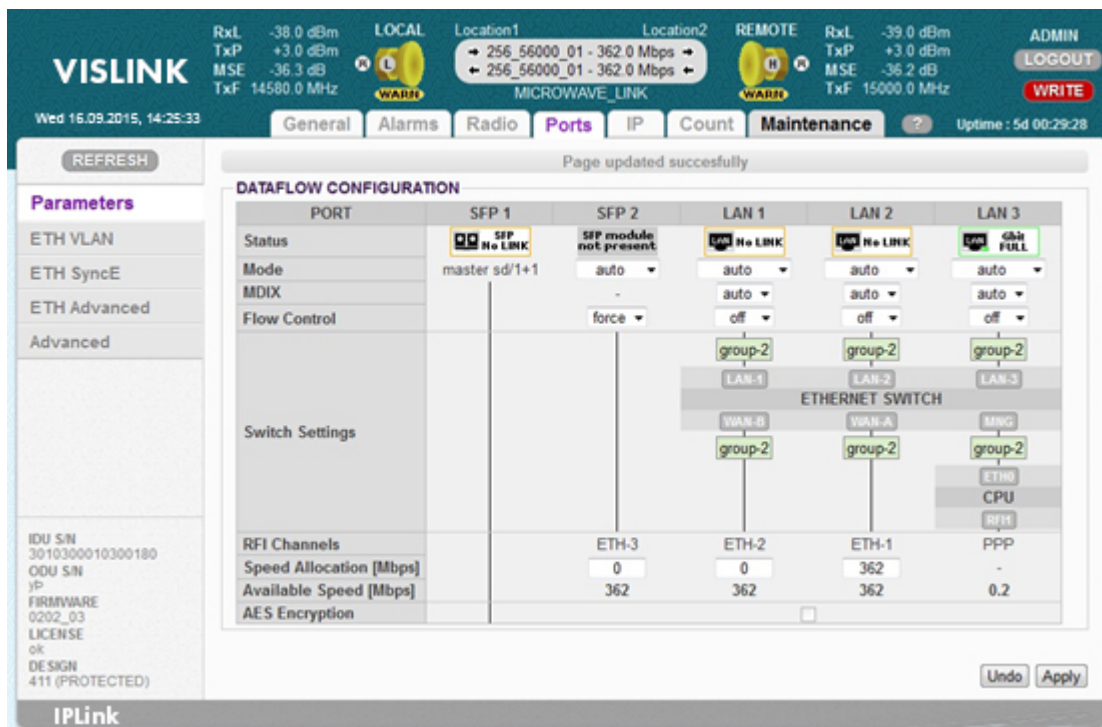 VISLINK
Wed 16.09.2015, 14:25:33
RxL -38.0 dBm
TxP +3.0 dBm
MSE -36.3 dB
TxF 14580.0 MHz
LOCAL
R L
WARN
Location1 Location2
→ 256_56000_01 - 362.0 Mbps →
← 256_56000_01 - 362.0 Mbps ←
MICROWAVE_LINK
REMOTE
H R
WARN
RxL -39.0 dBm
TxP +3.0 dBm
MSE -36.2 dB
TxF 15000.0 MHz
ADMIN
LOGOUT
WRITE
General Alarms Radio Ports IP Count Maintenance ? Uptime : 5d 00:29:28
REFRESH
Parameters
ETH VLAN
ETH SyncE
ETH Advanced
Advanced
IDU S/N
3010300010300180
ODU S/N
yb
FIRMWARE
0202_03
LICENSE
ok
DESIGN
411 (PROTECTED)
Page updated succesfully
DATAFLOW CONFIGURATION
PORT SFP 1 SFP 2 LAN 1 LAN 2 LAN 3
Status SFP No LINK SFP module not present LAN No LINK LAN No LINK LAN Gbit FULL
Mode master sd/1+1 auto auto auto auto
MDIX - auto auto auto
Flow Control force off off off
Switch Settings
group-2 group-2 group-2
LAN-1 LAN-2 LAN-3
ETHERNET SWITCH
WAN-B WAN-A MNG
group-2 group-2 group-2
ETH0
CPU
RFI1
RFI Channels ETH-3 ETH-2 ETH-1 PPP
Speed Allocation [Mbps] 0 0 362 -
Available Speed [Mbps] 362 362 362 0.2
AES Encryption
Undo Apply
IPLink